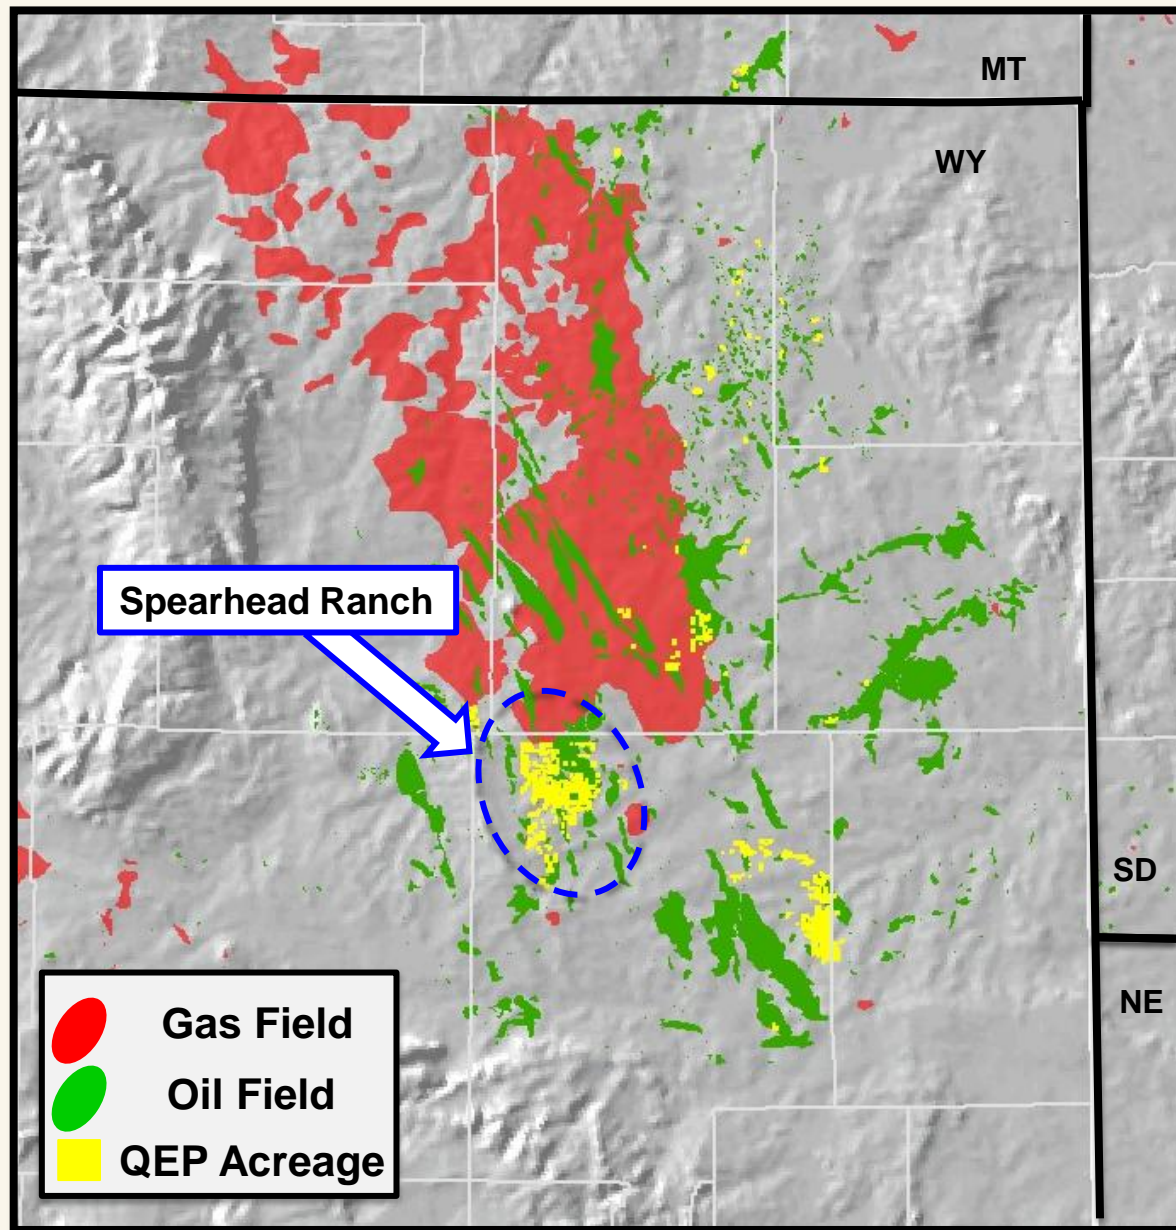 MT
WY
Spearhead Ranch
SD
NE
Gas Field
Oil Field
QEP Acreage